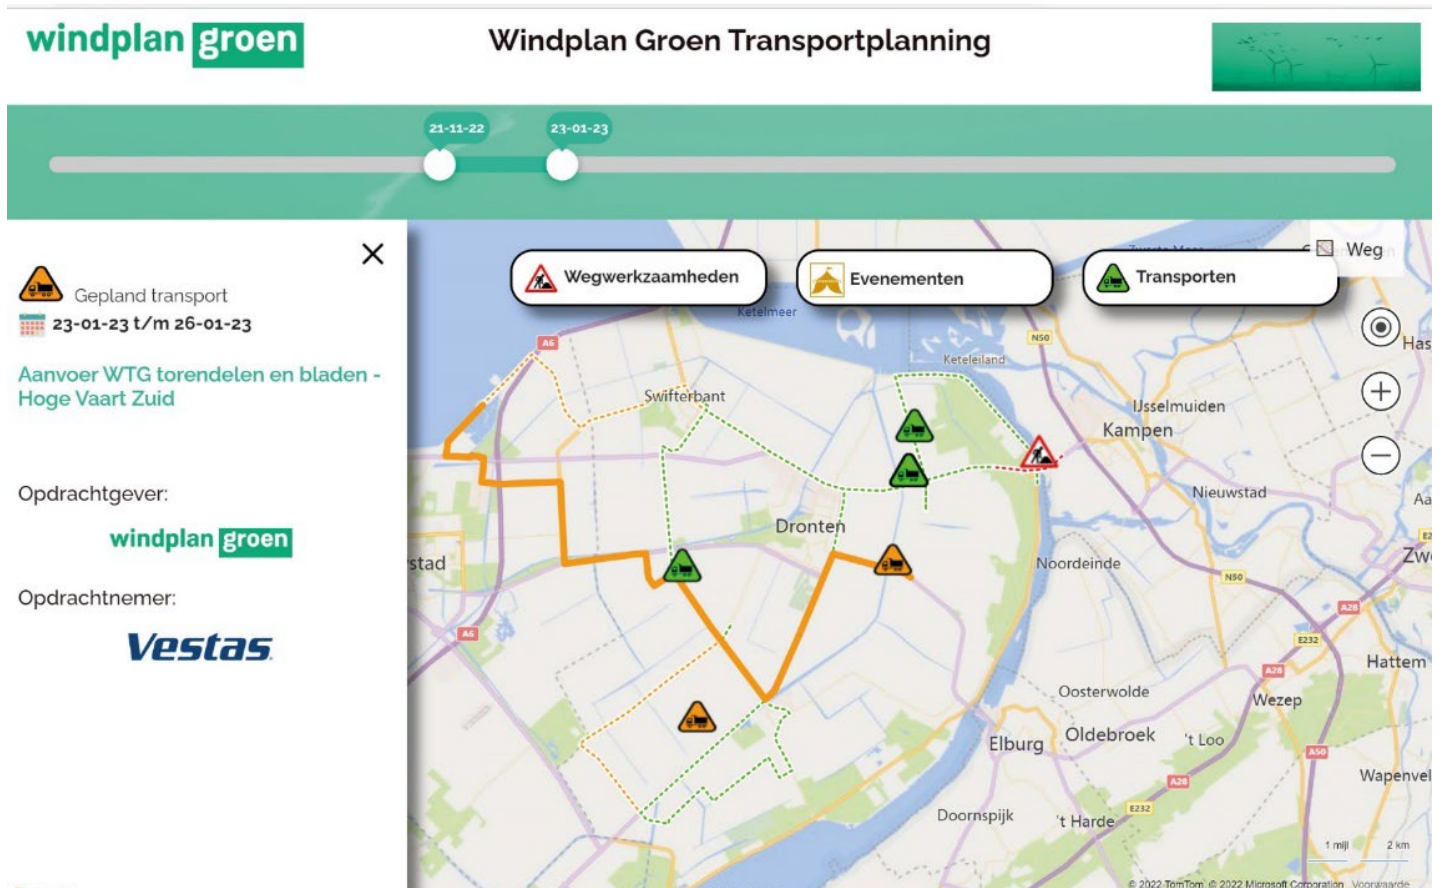 windplan groen
Windplan Groen Transportplanning
21-11-22
23-01-23
Gepland transport
23-01-23 t/m 26-01-23
Aanvoer WTG torendelen en bladen -
Hoge Vaart Zuid
Opdrachtgever:
windplan groen
Opdrachtnemer:
Vestas
Wegwerkzaamheden
Evenementen
Transporten
Weg
Ketelmeer
A6
N50
Keteleiland
Has
Swifterbant
IJsselmuiden
Kampen
Nieuwstad
Aa
Dronten
stad
Noordeinde
Zw
N50
A28
A6
E232
Hattem
A28
Oosterwolde
Wezep
Elburg
Oldebroek
't Loo
A50
A28
Wapenvel
E232
Doornspijk
't Harde
1 mijl
2 km
© 2022 TomTom, © 2022 Microsoft Corporation Voorwaarde